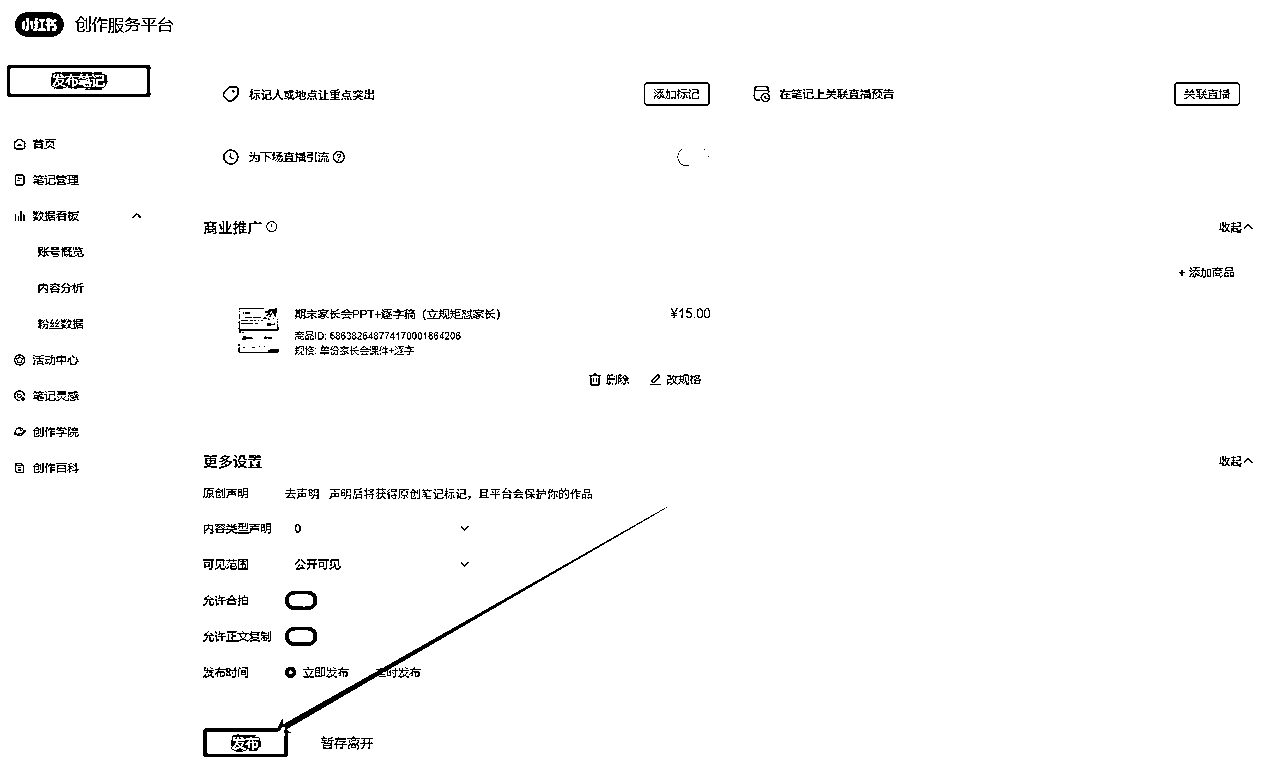 小红书 创作服务平台
发布笔记
标记人或地点让重点突出
添加标记
在笔记上关联直播预告
关联直播
首页
为下场直播引流
笔记管理
数据看板
商业推广
收起
账号概览
+ 添加商品
内容分析
期末家长会PPT+逐字稿（立规矩怼家长）
¥15.00
粉丝数据
商品ID: 686382648774170001664206
规格: 单份家长会课件+逐字
活动中心
删除
改规格
笔记灵感
创作学院
更多设置
收起
创作百科
原创声明 去声明 声明后将获得原创笔记标记，且平台会保护你的作品
内容类型声明 0
可见范围 公开可见
允许合拍
允许正文复制
发布时间 立即发布 定时发布
发布 暂存离开